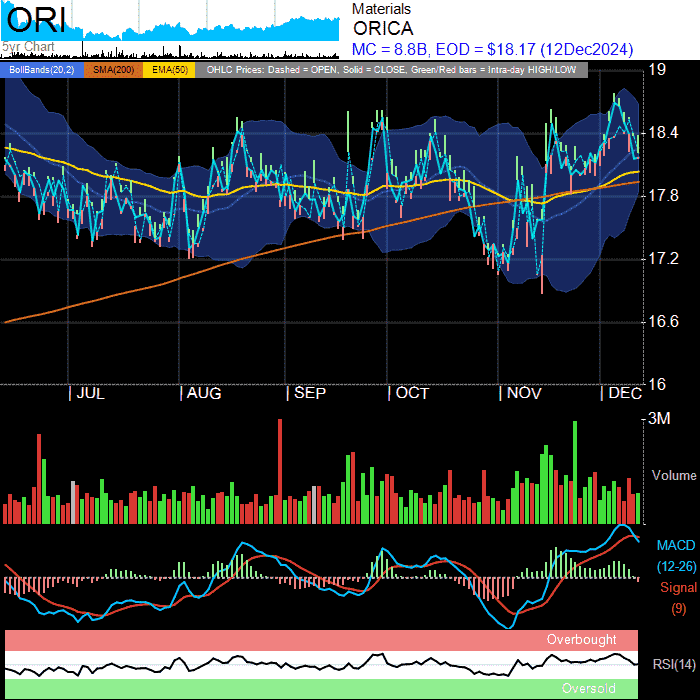 ORI
5yr Chart
Materials
ORICA
MC = 8.8B, EOD = $18.17 (12Dec2024)
BollBands(20,2) SMA(200) EMA(50) OHLC Prices: Dashed = OPEN, Solid = CLOSE, Green/Red bars = Intra-day HIGH/LOW
19
18.4
17.8
17.2
16.6
16
JUL AUG SEP OCT NOV DEC
3M
Volume
MACD
(12-26)
Signal
(9)
Overbought
RSI(14)
Oversold